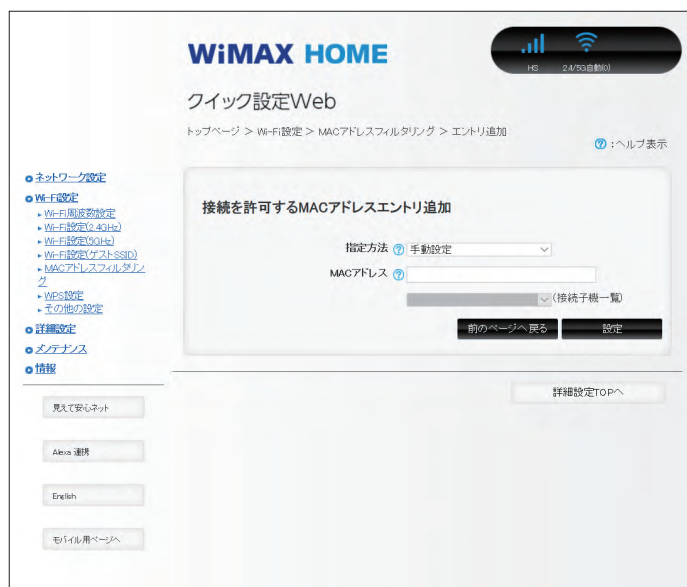 WiMAX HOME
HS
2.4/5G自動(0)
クイック設定Web
トップページ > Wi-Fi設定 > MACアドレスフィルタリング > エントリ追加
? :ヘルプ表示
ネットワーク設定
Wi-Fi設定
Wi-Fi周波数設定
Wi-Fi設定(2.4GHz)
Wi-Fi設定(5GHz)
Wi-Fi設定(ゲストSSID)
MACアドレスフィルタリン
グ
WPS設定
その他の設定
詳細設定
メンテナンス
情報
見えて安心ネット
Alexa 連携
English
モバイル用ページへ
接続を許可するMACアドレスエントリ追加
指定方法 ? 手動設定
MACアドレス ?
(接続子機一覧)
前のページへ戻る
設定
詳細設定TOPへ